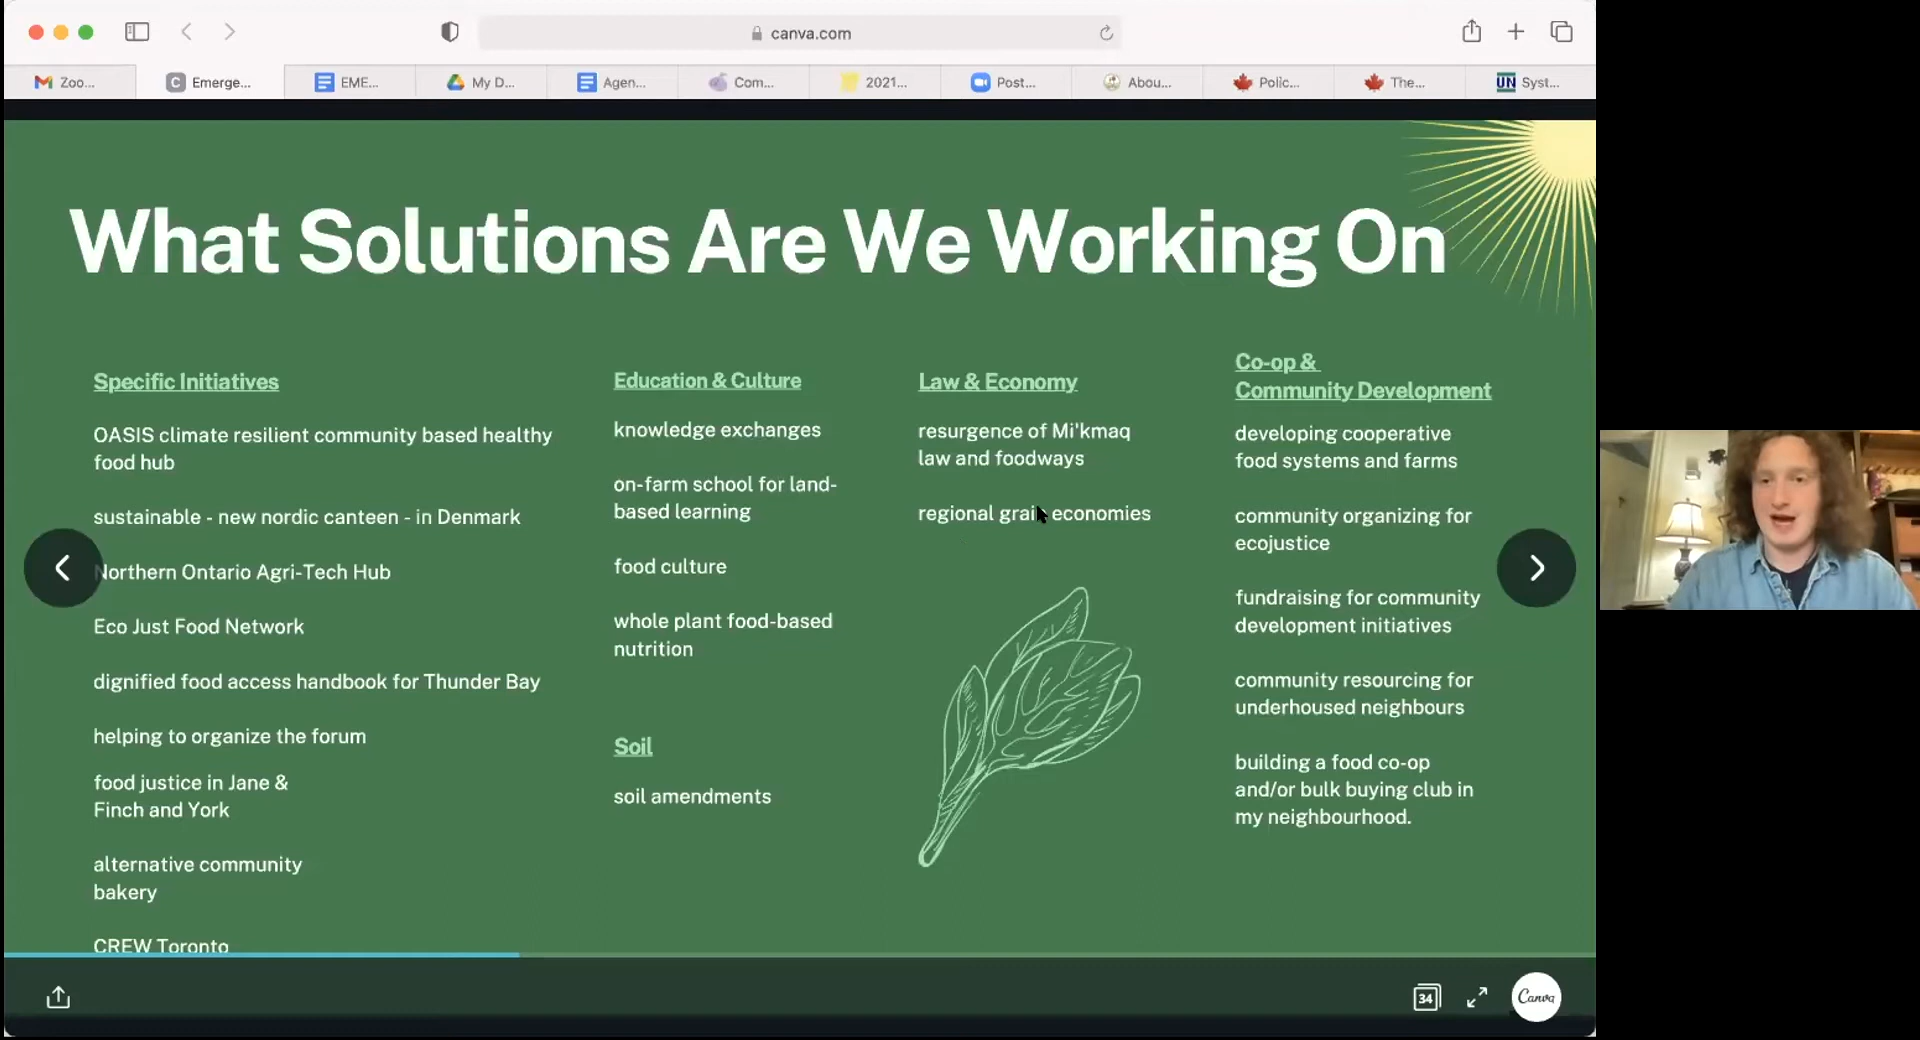 canva.com
Zoo...
Emerge...
EME...
My D...
Agen...
Com...
2021...
Post...
Abou...
Polic...
The...
UN Syst...
What Solutions Are We Working On
Specific Initiatives
OASIS climate resilient community based healthy
food hub
sustainable - new nordic canteen - in Denmark
Northern Ontario Agri-Tech Hub
Eco Just Food Network
dignified food access handbook for Thunder Bay
helping to organize the forum
food justice in Jane &
Finch and York
alternative community
bakery
CREW Toronto
Education & Culture
knowledge exchanges
on-farm school for land-
based learning
food culture
whole plant food-based
nutrition
Soil
soil amendments
Law & Economy
resurgence of Mi'kmaq
law and foodways
regional grain economies
Co-op &
Community Development
developing cooperative
food systems and farms
community organizing for
ecojustice
fundraising for community
development initiatives
community resourcing for
underhoused neighbours
building a food co-op
and/or bulk buying club in
my neighbourhood.
34
Canva